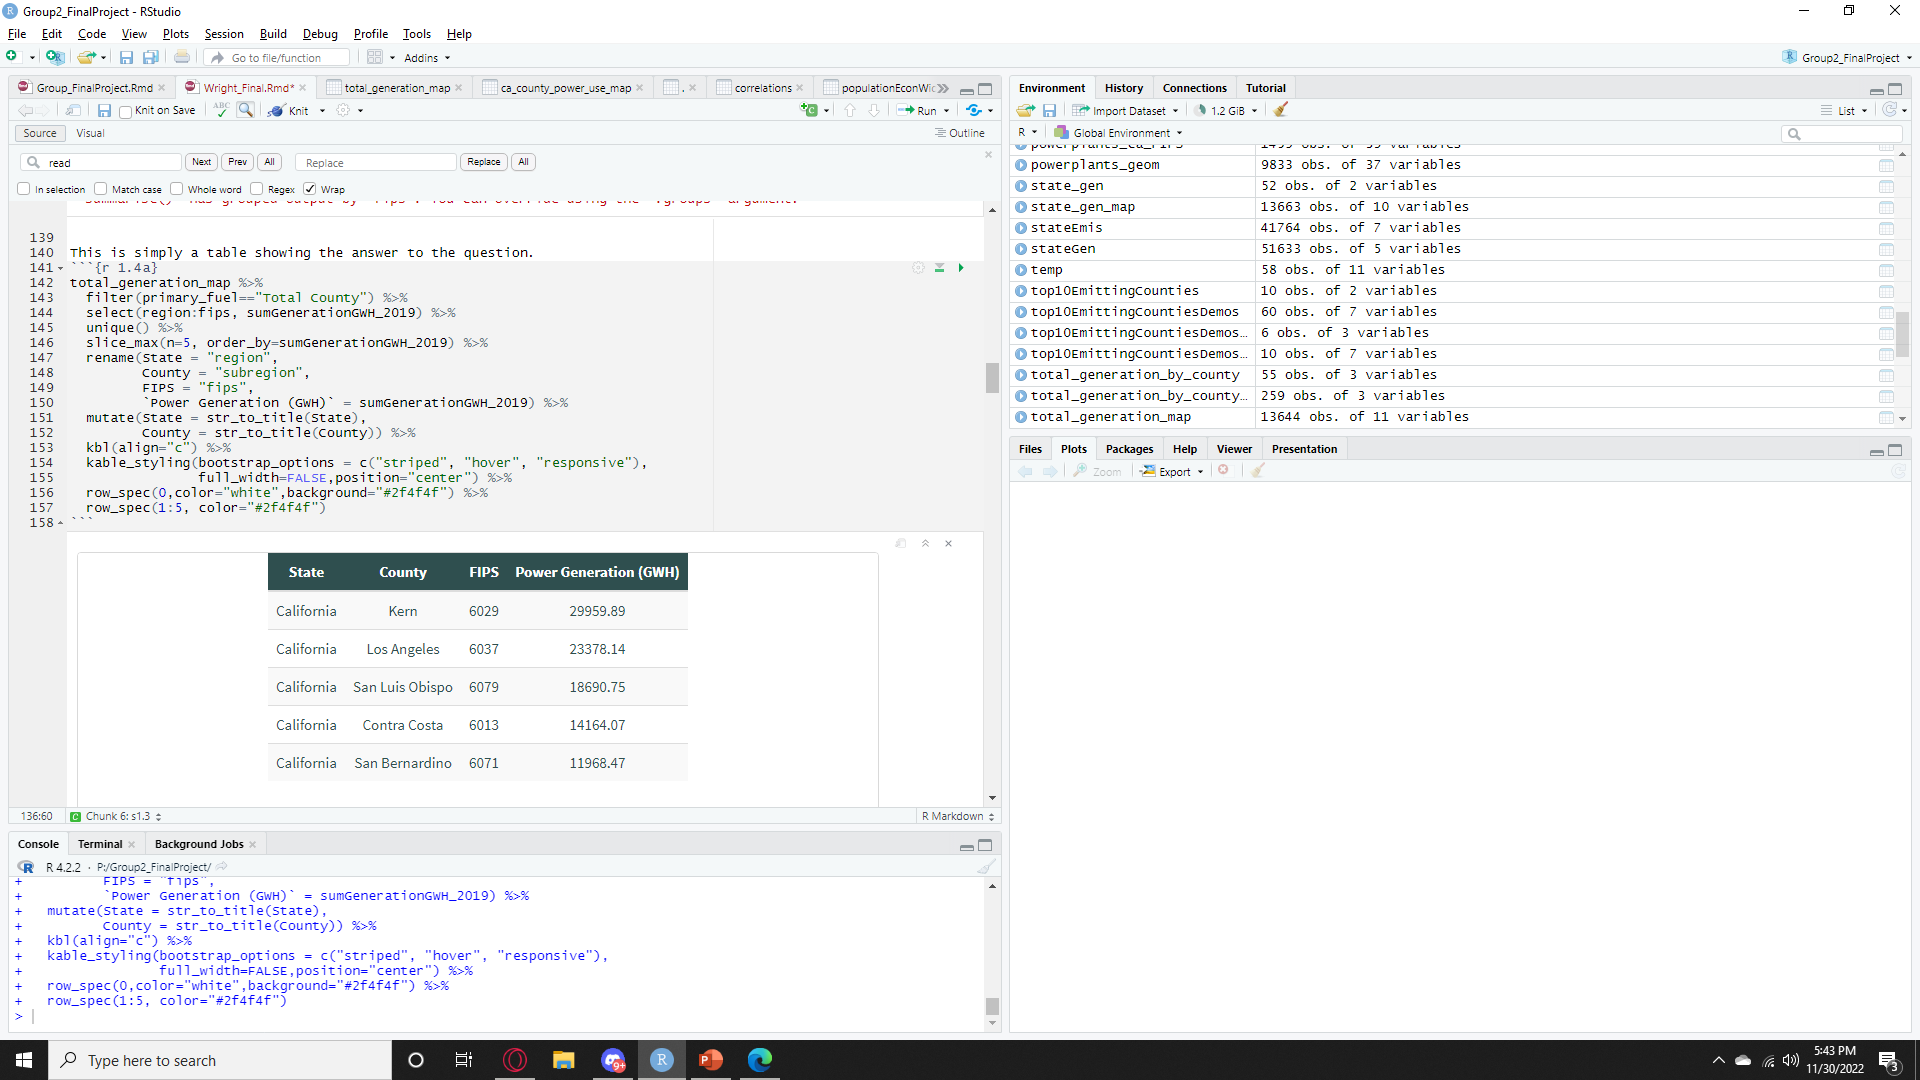 Group2_FinalProject - RStudio
File Edit Code View Plots Session Build Debug Profile Tools Help
Go to file/function Addins Group2_FinalProject
Group_FinalProject.Rmd Wright_Final.Rmd* total_generation_map ca_county_power_use_map . correlations populationEconWic
Knit on Save ABC Knit Run
Source Visual Outline
read Next Prev All Replace Replace All
In selection Match case Whole word Regex Wrap
139
140 This is simply a table showing the answer to the question.
141 ```{r 1.4a}
142 total_generation_map %>%
143 filter(primary_fuel=="Total County") %>%
144 select(region:fips, sumGenerationGWH_2019) %>%
145 unique() %>%
146 slice_max(n=5, order_by=sumGenerationGWH_2019) %>%
147 rename(State = "region",
148 County = "subregion",
149 FIPS = "fips",
150 `Power Generation (GWH)` = sumGenerationGWH_2019) %>%
151 mutate(State = str_to_title(State),
152 County = str_to_title(County)) %>%
153 kbl(align="c") %>%
154 kable_styling(bootstrap_options = c("striped", "hover", "responsive"),
155 full_width=FALSE,position="center") %>%
156 row_spec(0,color="white",background="#2f4f4f") %>%
157 row_spec(1:5, color="#2f4f4f")
158 ```
State County FIPS Power Generation (GWH)
California Kern 6029 29959.89
California Los Angeles 6037 23378.14
California San Luis Obispo 6079 18690.75
California Contra Costa 6013 14164.07
California San Bernardino 6071 11968.47
136:60 Chunk 6: s1.3 R Markdown
Console Terminal Background Jobs
R 4.2.2 · P:/Group2_FinalProject/
+ FIPS = "fips",
+ `Power Generation (GWH)` = sumGenerationGWH_2019) %>%
+ mutate(State = str_to_title(State),
+ County = str_to_title(County)) %>%
+ kbl(align="c") %>%
+ kable_styling(bootstrap_options = c("striped", "hover", "responsive"),
+ full_width=FALSE,position="center") %>%
+ row_spec(0,color="white",background="#2f4f4f") %>%
+ row_spec(1:5, color="#2f4f4f")
>
Environment History Connections Tutorial
Import Dataset 1.2 GiB List
R Global Environment
powerplants_geom 9833 obs. of 37 variables
state_gen 52 obs. of 2 variables
state_gen_map 13663 obs. of 10 variables
stateEmis 41764 obs. of 7 variables
stateGen 51633 obs. of 5 variables
temp 58 obs. of 11 variables
top10EmittingCounties 10 obs. of 2 variables
top10EmittingCountiesDemos 60 obs. of 7 variables
top10EmittingCountiesDemos… 6 obs. of 3 variables
top10EmittingCountiesDemos… 10 obs. of 7 variables
total_generation_by_county 55 obs. of 3 variables
total_generation_by_county… 259 obs. of 3 variables
total_generation_map 13644 obs. of 11 variables
Files Plots Packages Help Viewer Presentation
Zoom Export
Type here to search
9+
5:43 PM
11/30/2022
3